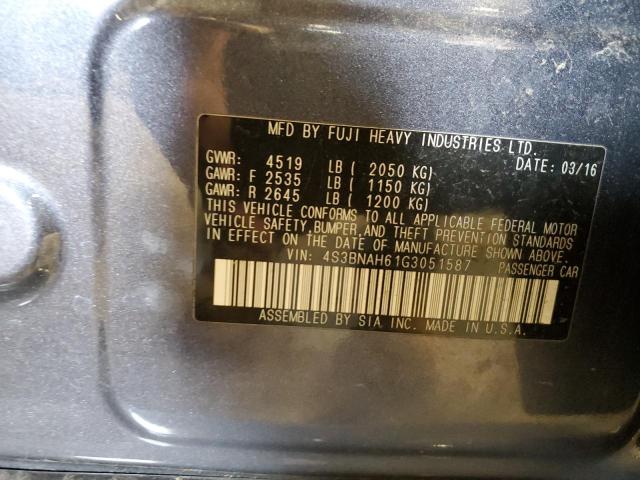 MFD BY FUJI HEAVY INDUSTRIES LTD.
GVWR: 4519 LB ( 2050 KG) DATE: 03/16
GAWR: F 2535 LB ( 1150 KG)
GAWR: R 2645 LB ( 1200 KG)
THIS VEHICLE CONFORMS TO ALL APPLICABLE FEDERAL MOTOR
VEHICLE SAFETY, BUMPER, AND THEFT PREVENTION STANDARDS
IN EFFECT ON THE DATE OF MANUFACTURE SHOWN ABOVE.
VIN: 4S3BNAH61G3051587 PASSENGER CAR
ASSEMBLED BY SIA INC. MADE IN U.S.A.